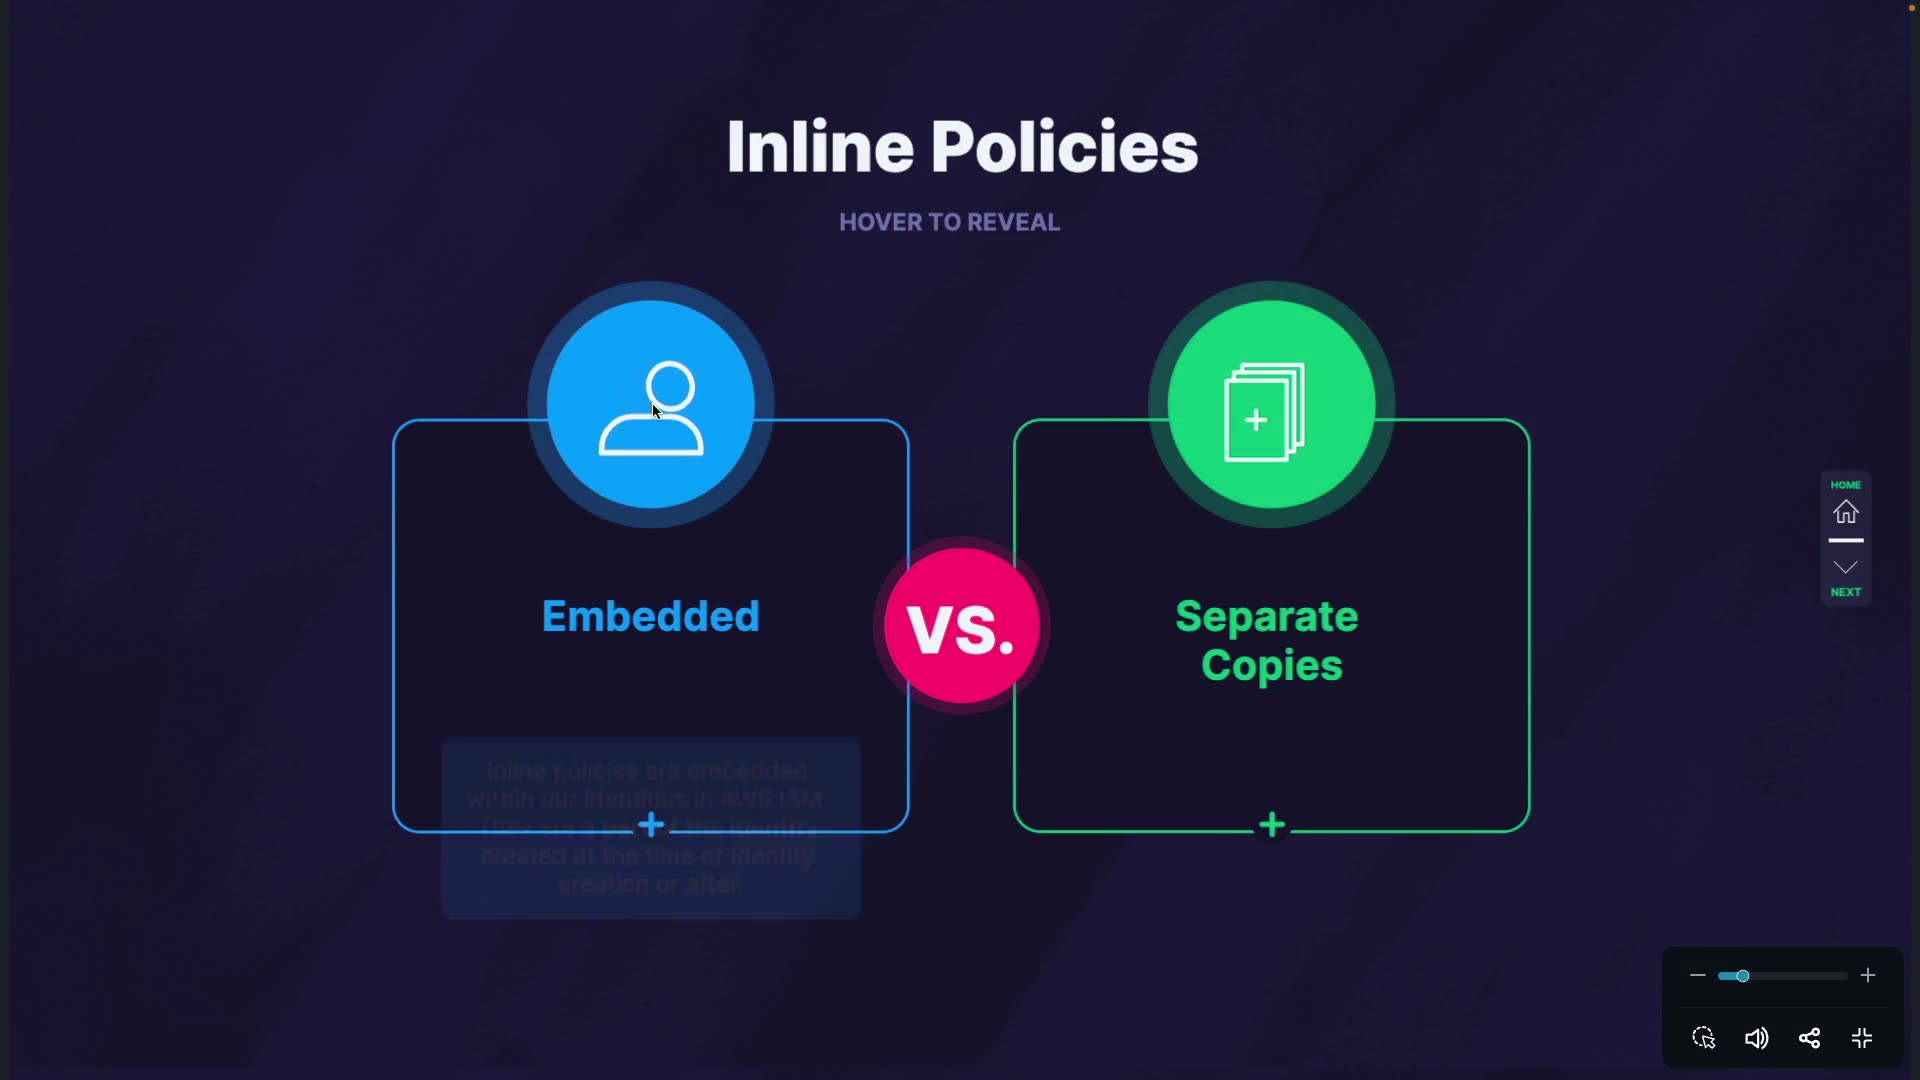 Inline Policies
HOVER TO REVEAL
Embedded
VS.
Separate
Copies
Inline policies are embedded
within our identities in AWS IAM.
They are a part of the identity
created at the time of identity
creation or after.
HOME
NEXT